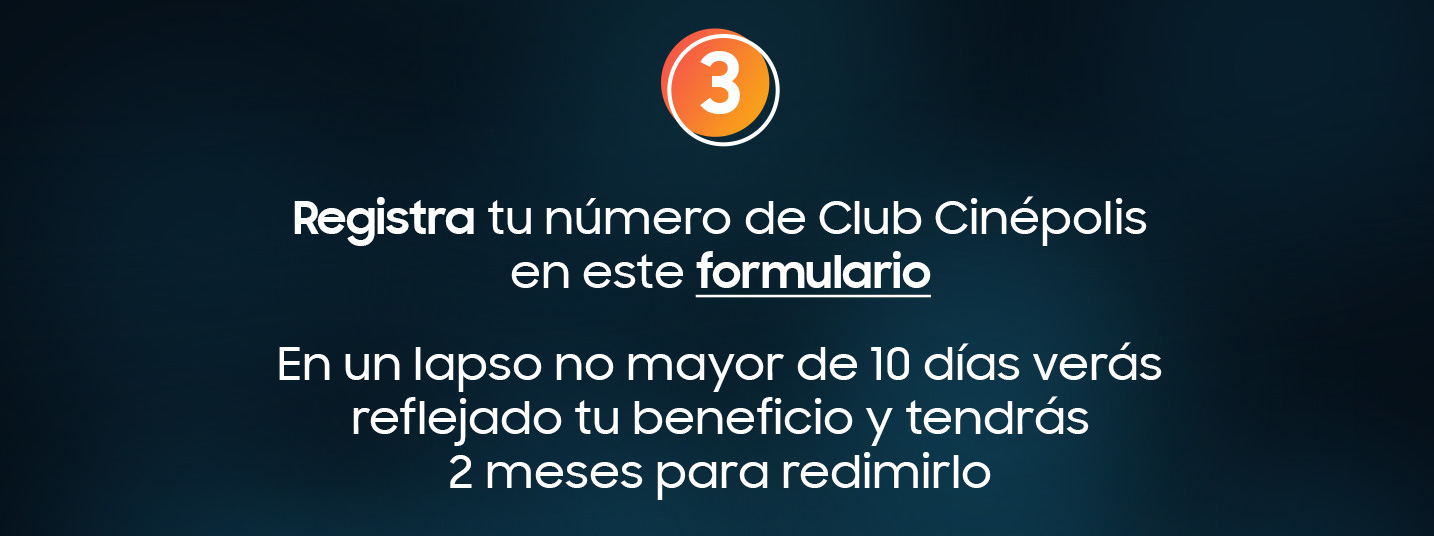 3
Registra tu número de Club Cinépolis
en este formulario
En un lapso no mayor de 10 días verás
reflejado tu beneficio y tendrás
2 meses para redimirlo